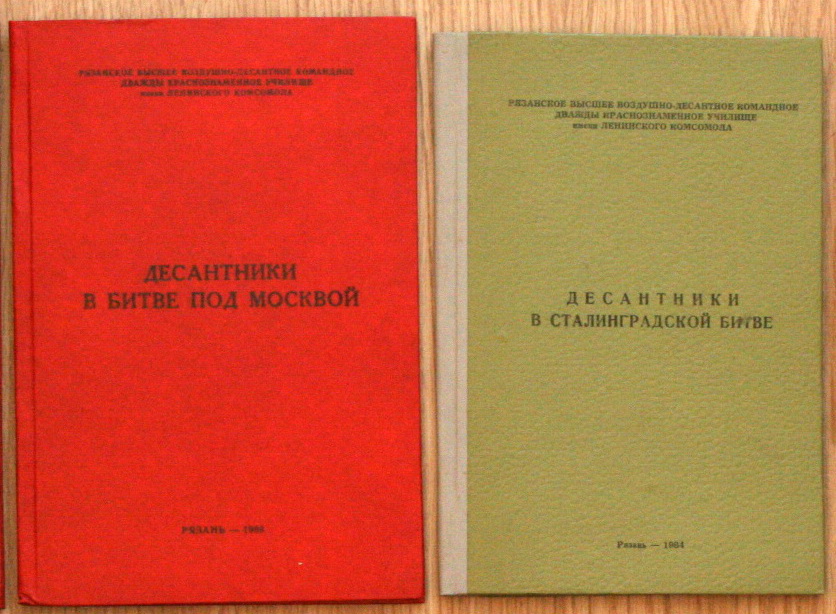 РЯЗАНСКОЕ ВЫСШЕЕ ВОЗДУШНО-ДЕСАНТНОЕ КОМАНДНОЕ
ДВАЖДЫ КРАСНОЗНАМЕННОЕ УЧИЛИЩЕ
имени ЛЕНИНСКОГО КОМСОМОЛА
ДЕСАНТНИКИ
В БИТВЕ ПОД МОСКВОЙ
РЯЗАНЬ —
РЯЗАНСКОЕ ВЫСШЕЕ ВОЗДУШНО-ДЕСАНТНОЕ КОМАНДНОЕ
ДВАЖДЫ КРАСНОЗНАМЕННОЕ УЧИЛИЩЕ
имени ЛЕНИНСКОГО КОМСОМОЛА
ДЕСАНТНИКИ
В СТАЛИНГРАДСКОЙ БИТВЕ
Рязань — 1984